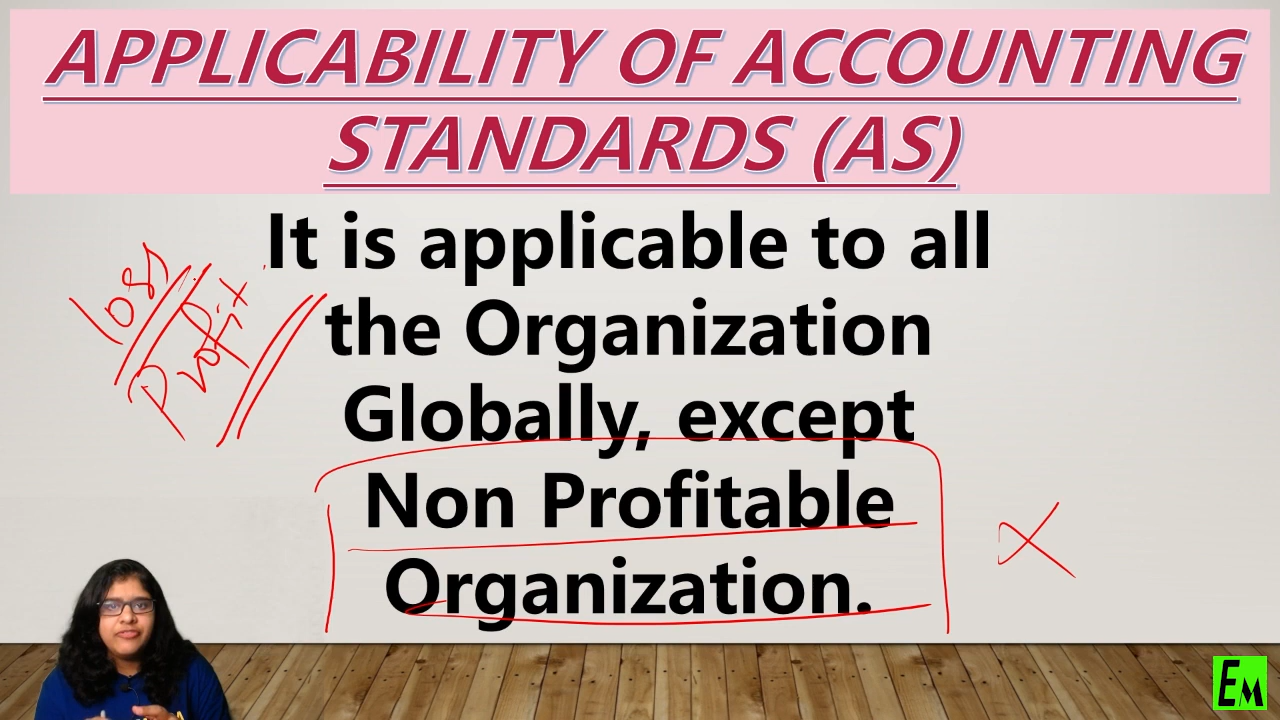 APPLICABILITY OF ACCOUNTING
STANDARDS (AS)
It is applicable to all
the Organization
Globally, except
Non Profitable
Organization.
loss
Profit
EM